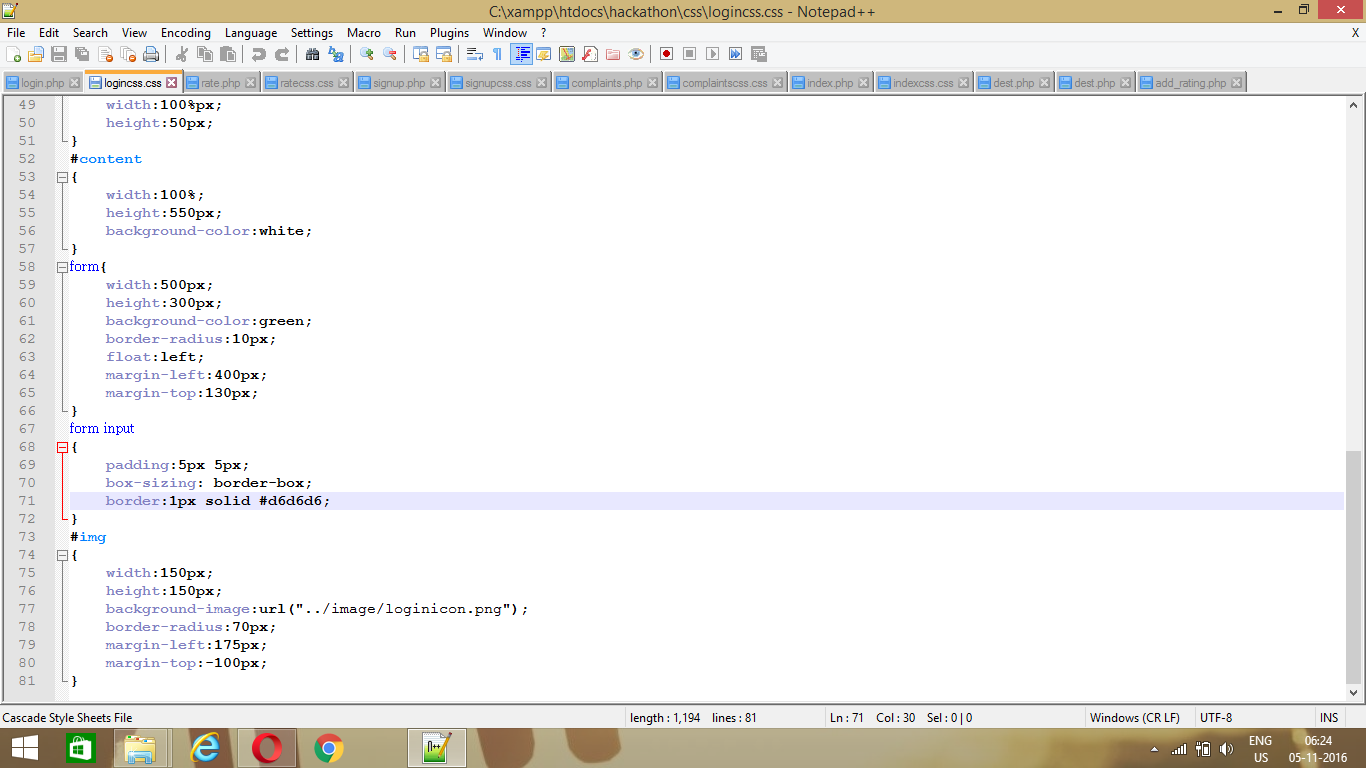 C:\xampp\htdocs\hackathon\css\logincss.css - Notepad++
File Edit Search View Encoding Language Settings Macro Run Plugins Window ? X
login.php logincss.css rate.php ratecss.css signup.php signupcss.css complaints.php complaintscss.css index.php indexcss.css dest.php dest.php add_rating.php
49 width:100%px;
50 height:50px;
51 }
52 #content
53 {
54 width:100%;
55 height:550px;
56 background-color:white;
57 }
58 form{
59 width:500px;
60 height:300px;
61 background-color:green;
62 border-radius:10px;
63 float:left;
64 margin-left:400px;
65 margin-top:130px;
66 }
67 form input
68 {
69 padding:5px 5px;
70 box-sizing: border-box;
71 border:1px solid #d6d6d6;
72 }
73 #img
74 {
75 width:150px;
76 height:150px;
77 background-image:url("../image/loginicon.png");
78 border-radius:70px;
79 margin-left:175px;
80 margin-top:-100px;
81 }
Cascade Style Sheets File length : 1,194 lines : 81 Ln : 71 Col : 30 Sel : 0 | 0 Windows (CR LF) UTF-8 INS
ENG 06:24
US 05-11-2016